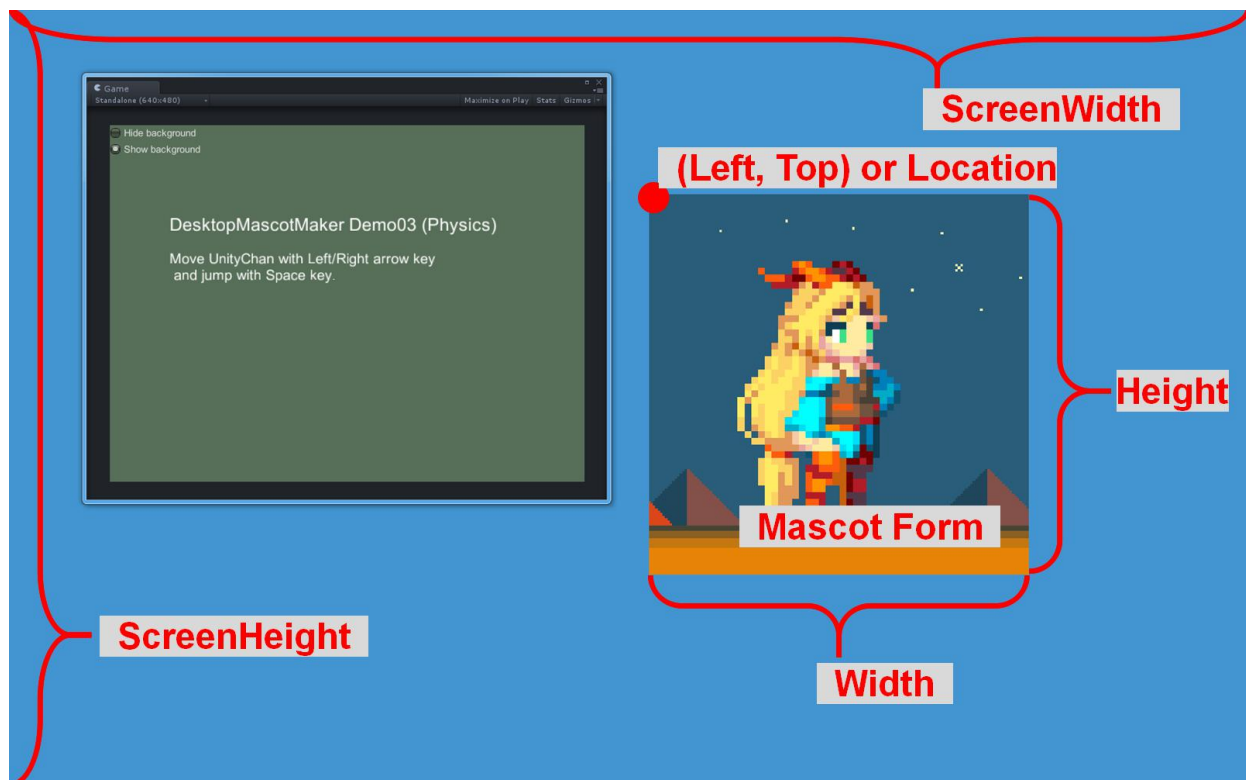 Game
Standalone (640x480)
Maximize on Play Stats Gizmos
Hide background
Show background
DesktopMascotMaker Demo03 (Physics)
Move UnityChan with Left/Right arrow key
and jump with Space key.
ScreenWidth
(Left, Top) or Location
Height
Mascot Form
ScreenHeight
Width